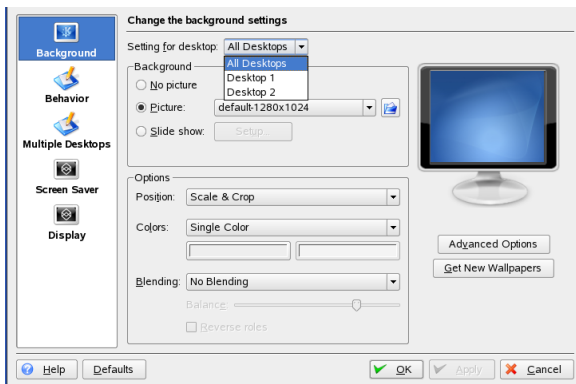 Background
Behavior
Multiple Desktops
Screen Saver
Display
Change the background settings
Setting for desktop: All Desktops
All Desktops
Desktop 1
Desktop 2
Background
No picture
Picture: default-1280x1024
Slide show: Setup...
Options
Position: Scale & Crop
Colors: Single Color
Blending: No Blending
Balance:
Reverse roles
Advanced Options
Get New Wallpapers
Help
Defaults
OK
Apply
Cancel